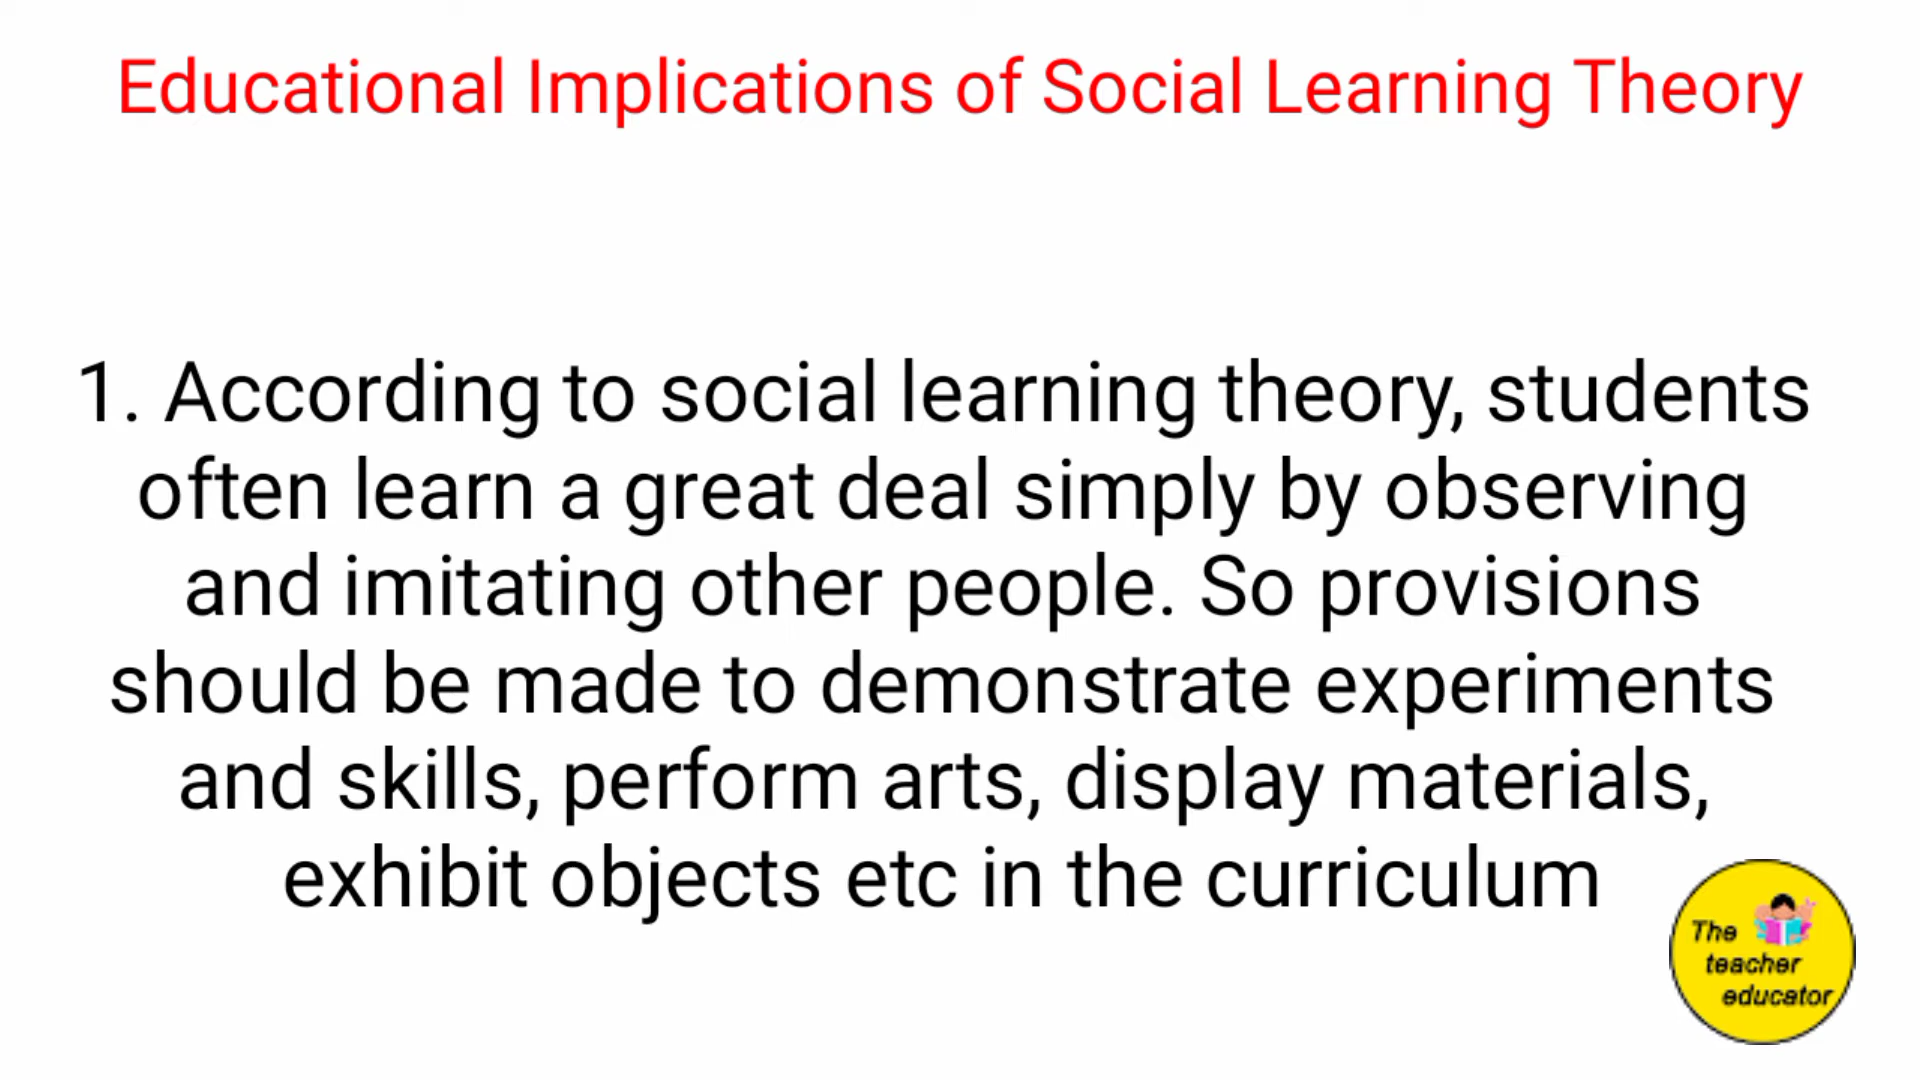 Educational Implications of Social Learning Theory
1. According to social learning theory, students
often learn a great deal simply by observing
and imitating other people. So provisions
should be made to demonstrate experiments
and skills, perform arts, display materials,
exhibit objects etc in the curriculum
The
teacher
educator